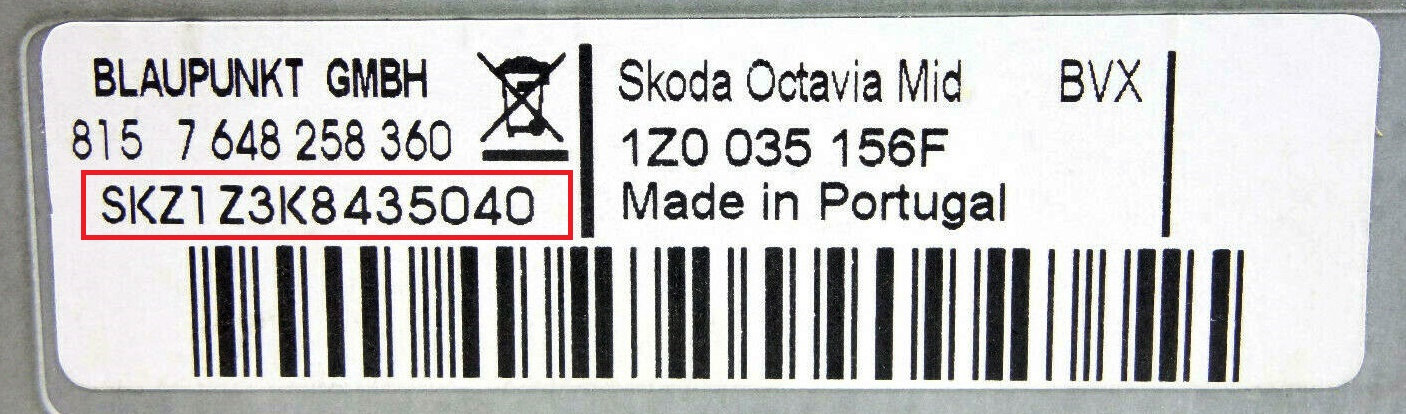 BLAUPUNKT GMBH
815 7 648 258 360
SKZ1Z3K8435040
Skoda Octavia Mid BVX
1Z0 035 156F
Made in Portugal